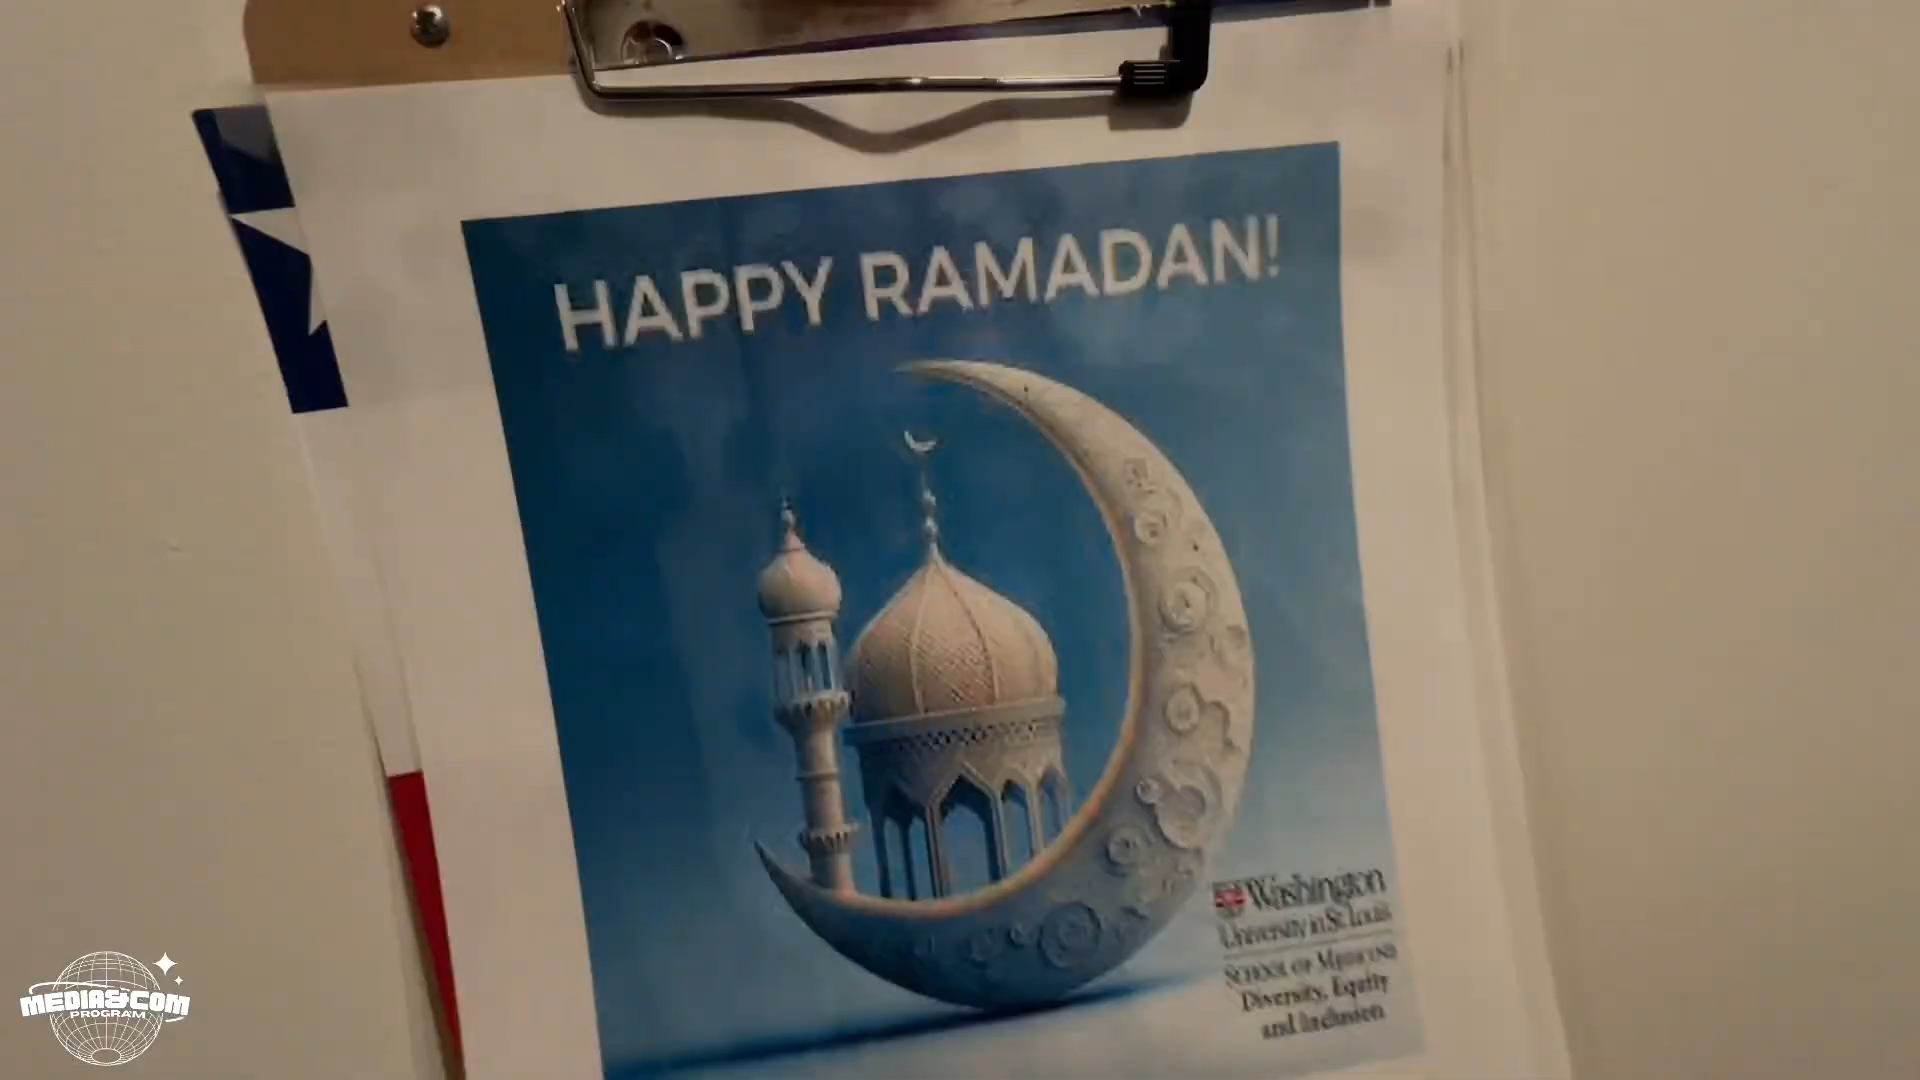 HAPPY RAMADAN!
Washington
University in St. Louis
SCHOOL OF MEDICINE
Diversity, Equity
and Inclusion
MEDIA&COM
PROGRAM